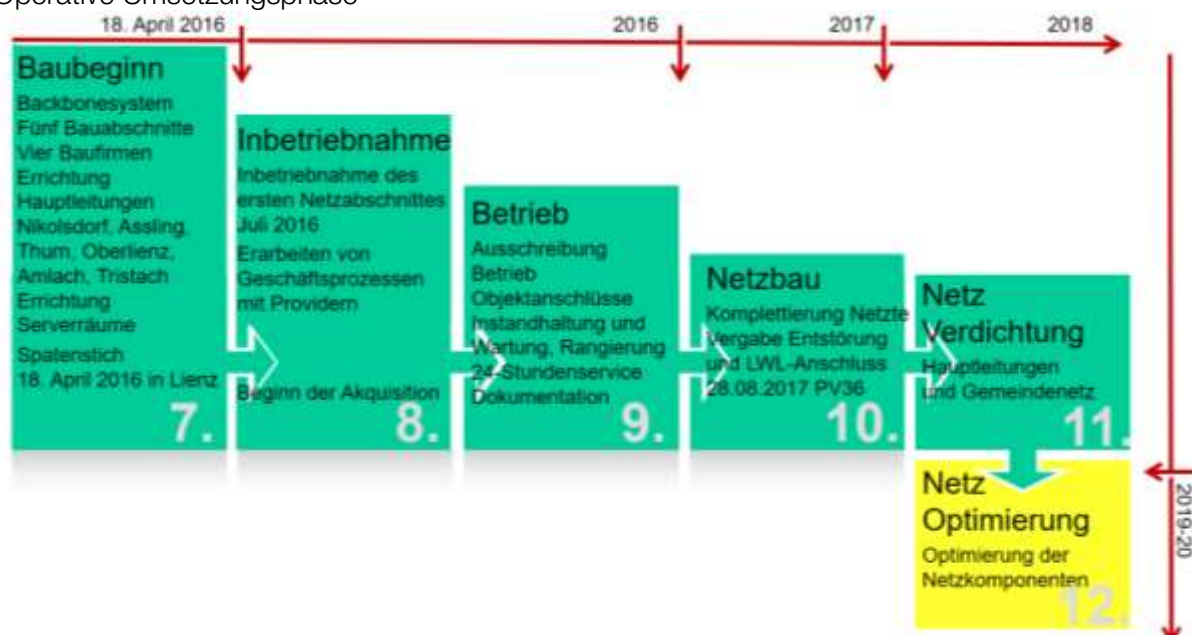 Operative Umsetzungsphase
18. April 2016
2016
2017
2018
Baubeginn
Backbonesystem
Fünf Bauabschnitte
Vier Baufirmen
Errichtung
Hauptleitungen
Nikolsdorf, Assling,
Thurn, Oberlienz,
Amlach, Tristach
Errichtung
Serverräume
Spatenstich
18. April 2016 in Lienz
7.
Inbetriebnahme
Inbetriebnahme des
ersten Netzabschnittes
Juli 2016
Erarbeiten von
Geschäftsprozessen
mit Providern
Beginn der Akquisition
8.
Betrieb
Ausschreibung
Betrieb
Objektanschlüsse
Instandhaltung und
Wartung, Rangierung
24-Stundenservice
Dokumentation
9.
Netzbau
Komplettierung Netzte
Vergabe Entstörung
und LWL-Anschluss
28.08.2017 PV36
10.
Netz
Verdichtung
Hauptleitungen
und Gemeindenetz
11.
Netz
Optimierung
Optimierung der
Netzkomponenten
12.
2019-20